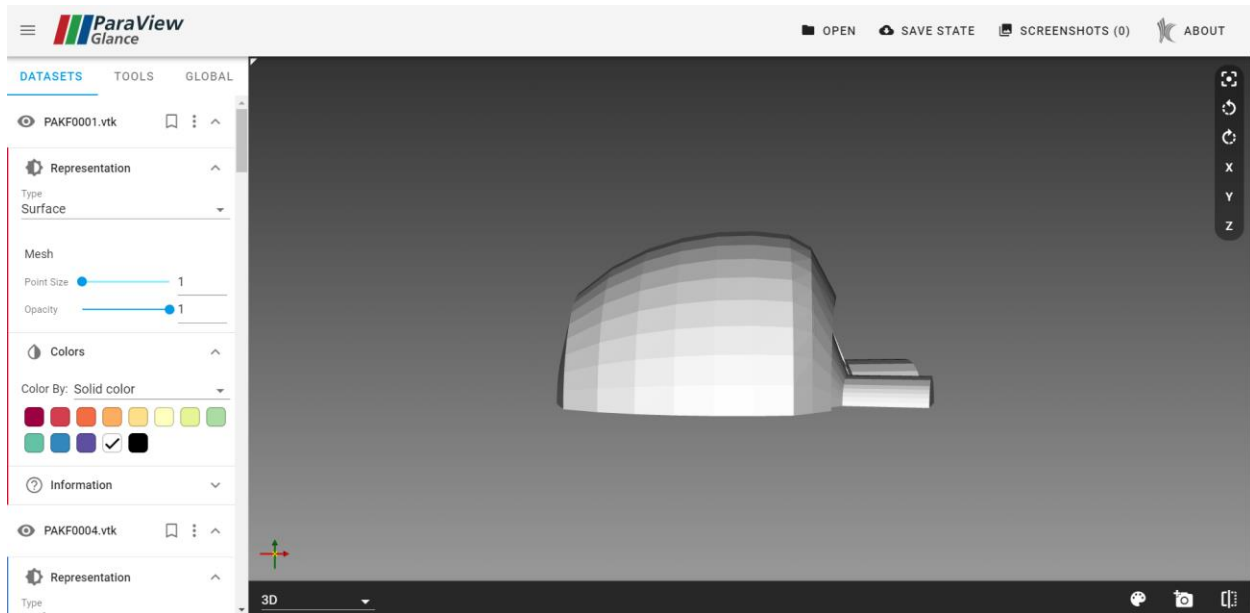 ParaView
Glance
OPEN
SAVE STATE
SCREENSHOTS (0)
ABOUT
DATASETS TOOLS GLOBAL
PAKF0001.vtk
Representation
Type
Surface
Mesh
Point Size 1
Opacity 1
Colors
Color By: Solid color
Information
PAKF0004.vtk
Representation
Type
X
Y
Z
3D